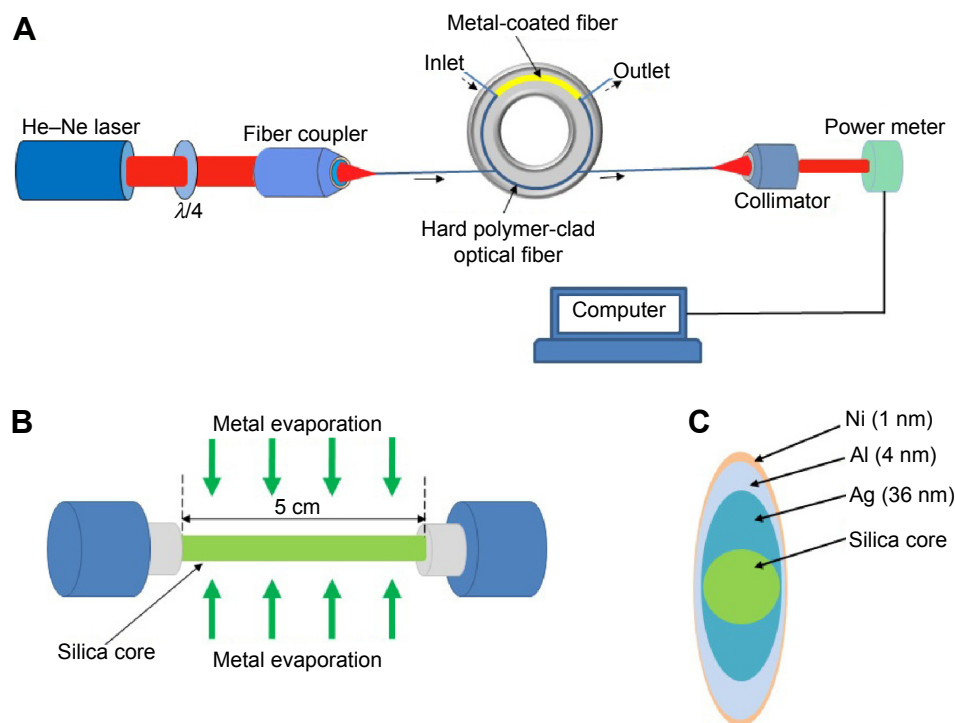 A
Metal-coated fiber
Inlet
Outlet
He–Ne laser
Fiber coupler
Power meter
λ/4
Collimator
Hard polymer-clad
optical fiber
Computer
B
Metal evaporation
5 cm
Silica core
Metal evaporation
C
Ni (1 nm)
Al (4 nm)
Ag (36 nm)
Silica core